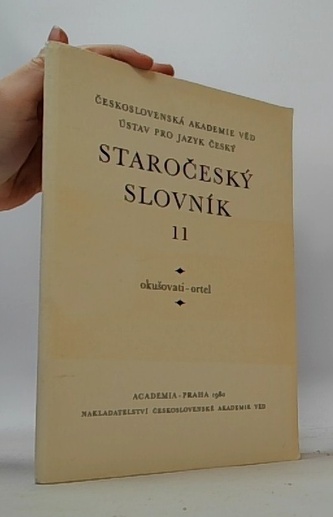 ČESKOSLOVENSKÁ AKADEMIE VĚD
ÚSTAV PRO JAZYK ČESKÝ
STAROČESKÝ
SLOVNÍK
11
okušovati - ortel
ACADEMIA · PRAHA 1980
NAKLADATELSTVÍ ČESKOSLOVENSKÉ AKADEMIE VĚD